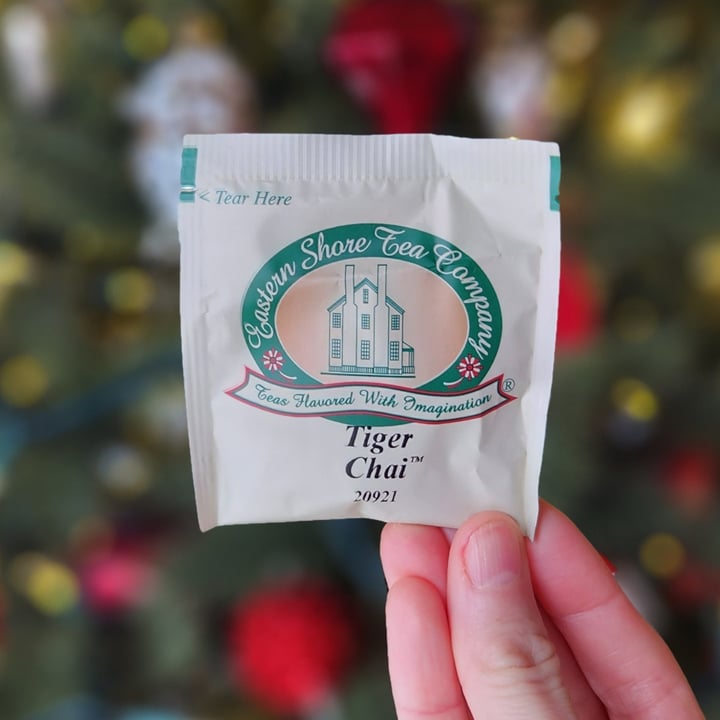 < Tear Here
Eastern Shore Tea Company
Teas Flavored With Imagination ®
Tiger
Chai™
20921